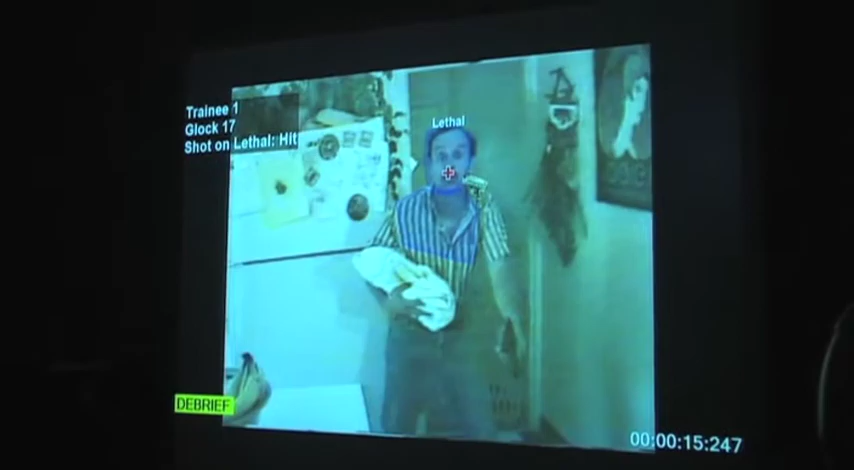 Trainee 1
Glock 17
Shot on Lethal: Hit
Lethal
DEBRIEF
00:00:15:247